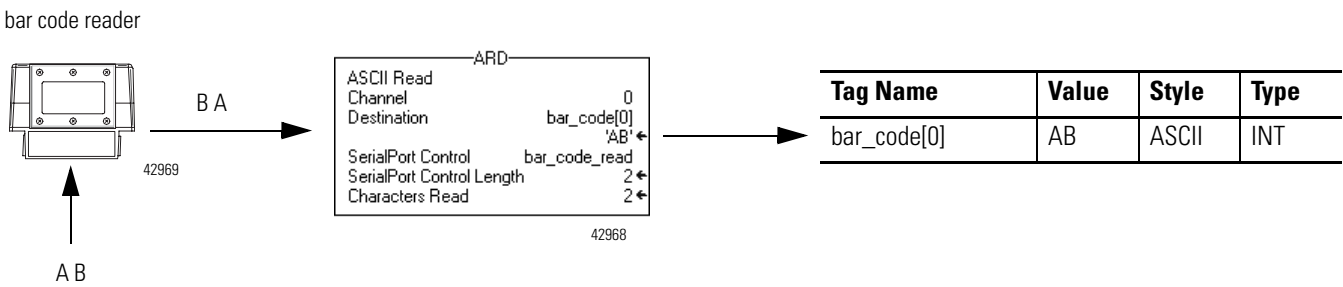 bar code reader
B A
42969
A B
ARD
ASCII Read
Channel 0
Destination bar_code[0]
'AB'
SerialPort Control bar_code_read
SerialPort Control Length 2
Characters Read 2
42968
Tag Name Value Style Type
bar_code[0] AB ASCII INT